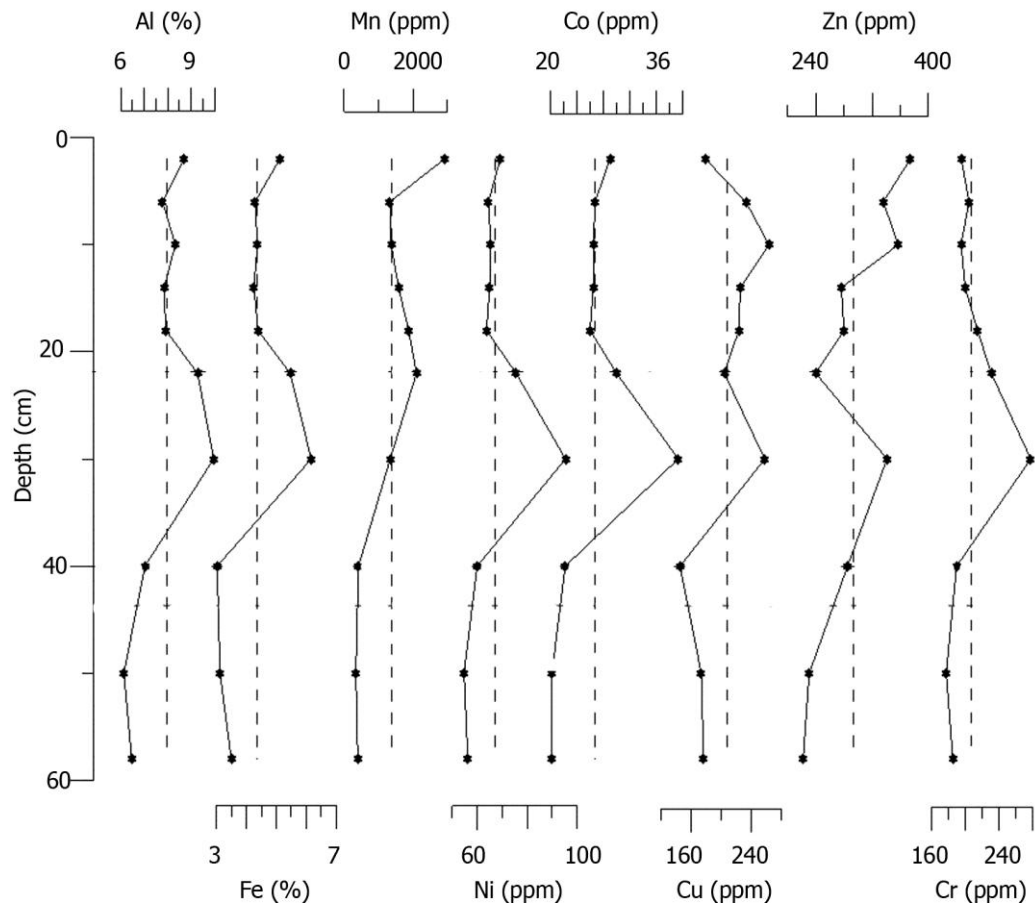 Al (%) Mn (ppm) Co (ppm) Zn (ppm)
6 9 0 2000 20 36 240 400
0
20
40
60
Depth (cm)
3 7 60 100 160 240 160 240
Fe (%) Ni (ppm) Cu (ppm) Cr (ppm)